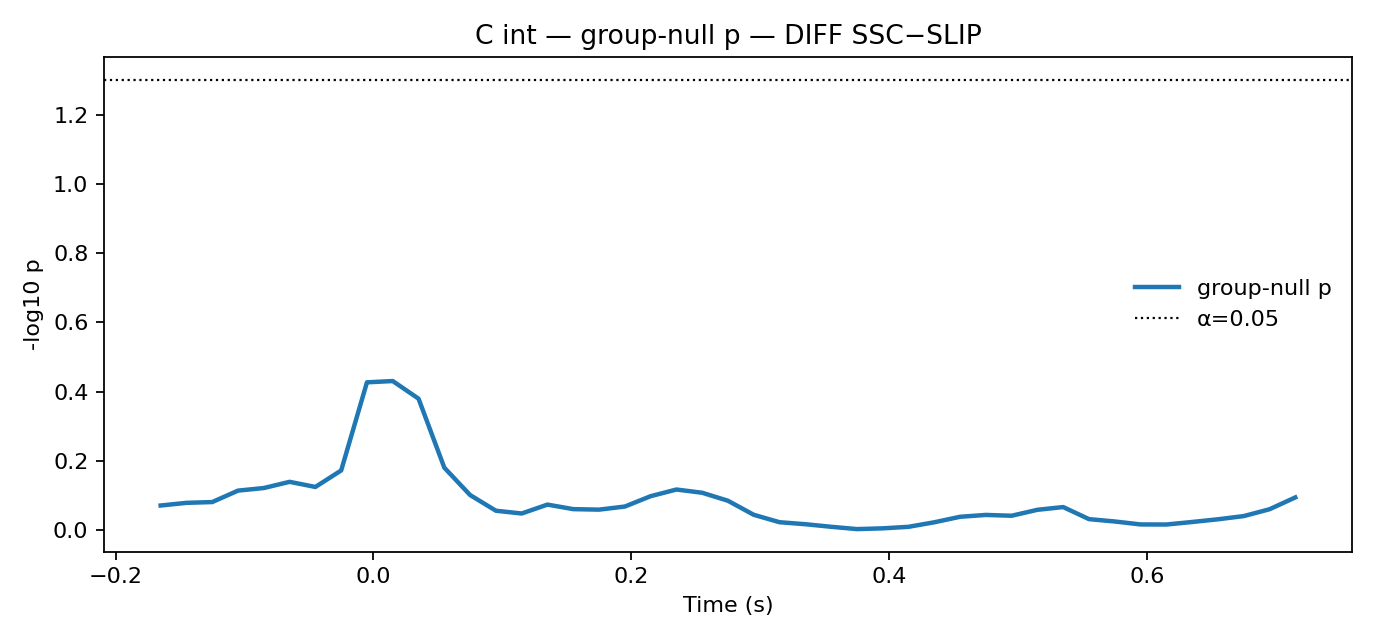 C int — group-null p — DIFF SSC−SLIP
-log10 p
1.2
1.0
0.8
0.6
0.4
0.2
0.0
group-null p
α=0.05
−0.2
0.0
0.2
0.4
0.6
Time (s)